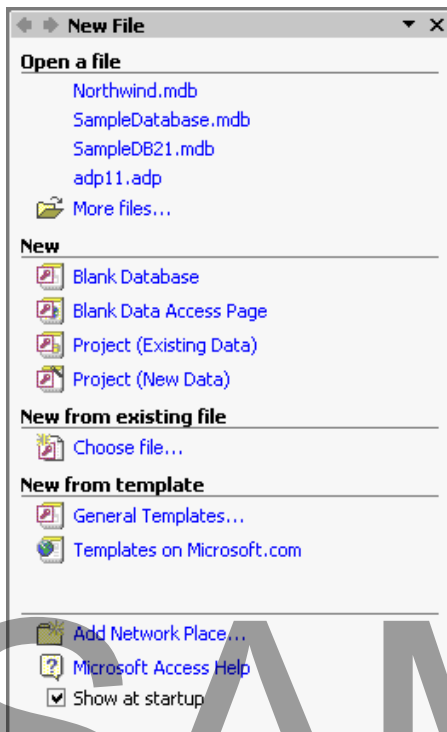 New File
Open a file
Northwind.mdb
SampleDatabase.mdb
SampleDB21.mdb
adp11.adp
More files...
New
Blank Database
Blank Data Access Page
Project (Existing Data)
Project (New Data)
New from existing file
Choose file...
New from template
General Templates...
Templates on Microsoft.com
Add Network Place...
Microsoft Access Help
Show at startup
SAM